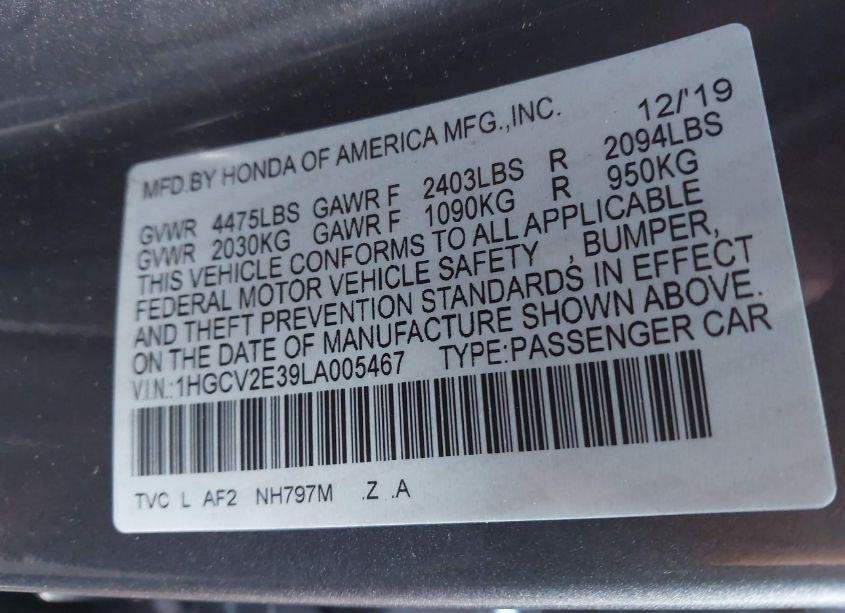 MFD.BY HONDA OF AMERICA MFG.,INC. 12/'19
GVWR 4475LBS GAWR F 2403LBS R 2094LBS
GVWR 2030KG GAWR F 1090KG R 950KG
THIS VEHICLE CONFORMS TO ALL APPLICABLE
FEDERAL MOTOR VEHICLE SAFETY , BUMPER,
AND THEFT PREVENTION STANDARDS IN EFFECT
ON THE DATE OF MANUFACTURE SHOWN ABOVE.
V.I.N.:1HGCV2E39LA005467 TYPE:PASSENGER CAR
TVC L AF2 NH797M .Z .A